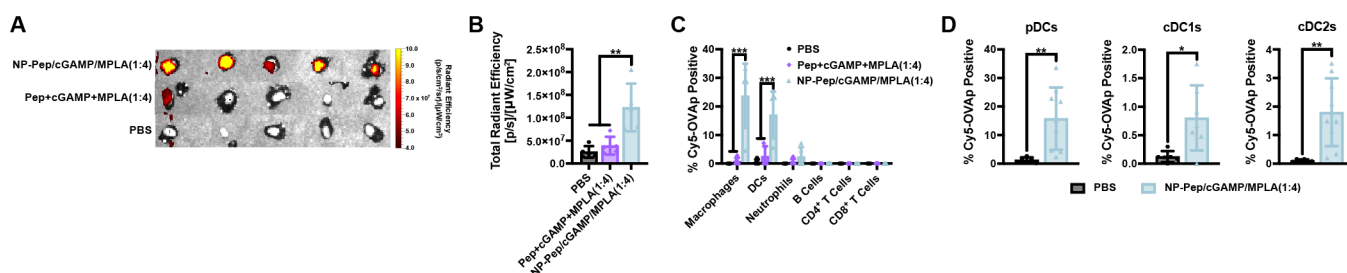 A
NP-Pep/cGAMP/MPLA(1:4)
Pep+cGAMP+MPLA(1:4)
PBS
10.0
9.0
8.0
7.0 x 10⁷
6.0
5.0
4.0
Radiant Efficiency
(p/s/cm²/sr)/(µW/cm²)
B
Total Radiant Efficiency
[p/s]/[µW/cm²]
2.5×10⁸
2.0×10⁸
1.5×10⁸
1.0×10⁸
5.0×10⁷
0
**
PBS
Pep+cGAMP+MPLA(1:4)
NP-Pep/cGAMP/MPLA(1:4)
C
% Cy5-OVAp Positive
40
30
20
10
0
***
***
PBS
Pep+cGAMP+MPLA(1:4)
NP-Pep/cGAMP/MPLA(1:4)
Macrophages
DCs
Neutrophils
B Cells
CD4⁺ T Cells
CD8⁺ T Cells
D
pDCs
% Cy5-OVAp Positive
40
30
20
10
0
**
cDC1s
% Cy5-OVAp Positive
2.0
1.5
1.0
0.5
0.0
*
cDC2s
% Cy5-OVAp Positive
4
3
2
1
0
**
PBS
NP-Pep/cGAMP/MPLA(1:4)